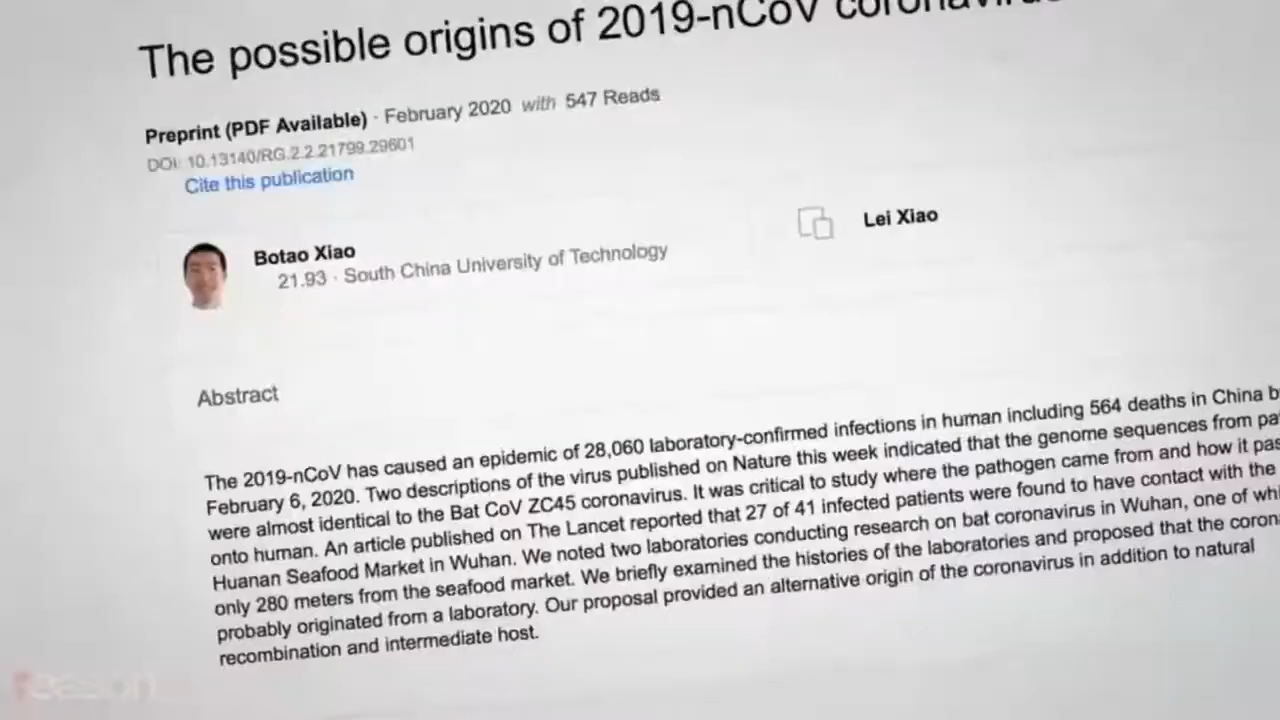 The possible origins of 2019-nCoV coronavirus
Preprint (PDF Available) · February 2020 with 547 Reads
DOI: 10.13140/RG.2.2.21799.29601
Cite this publication
Botao Xiao
21.93 · South China University of Technology
Lei Xiao
Abstract
The 2019-nCoV has caused an epidemic of 28,060 laboratory-confirmed infections in human including 564 deaths in China b
February 6, 2020. Two descriptions of the virus published on Nature this week indicated that the genome sequences from pa
were almost identical to the Bat CoV ZC45 coronavirus. It was critical to study where the pathogen came from and how it pas
onto human. An article published on The Lancet reported that 27 of 41 infected patients were found to have contact with the
Huanan Seafood Market in Wuhan. We noted two laboratories conducting research on bat coronavirus in Wuhan, one of whi
only 280 meters from the seafood market. We briefly examined the histories of the laboratories and proposed that the coron
probably originated from a laboratory. Our proposal provided an alternative origin of the coronavirus in addition to natural
recombination and intermediate host.
reason